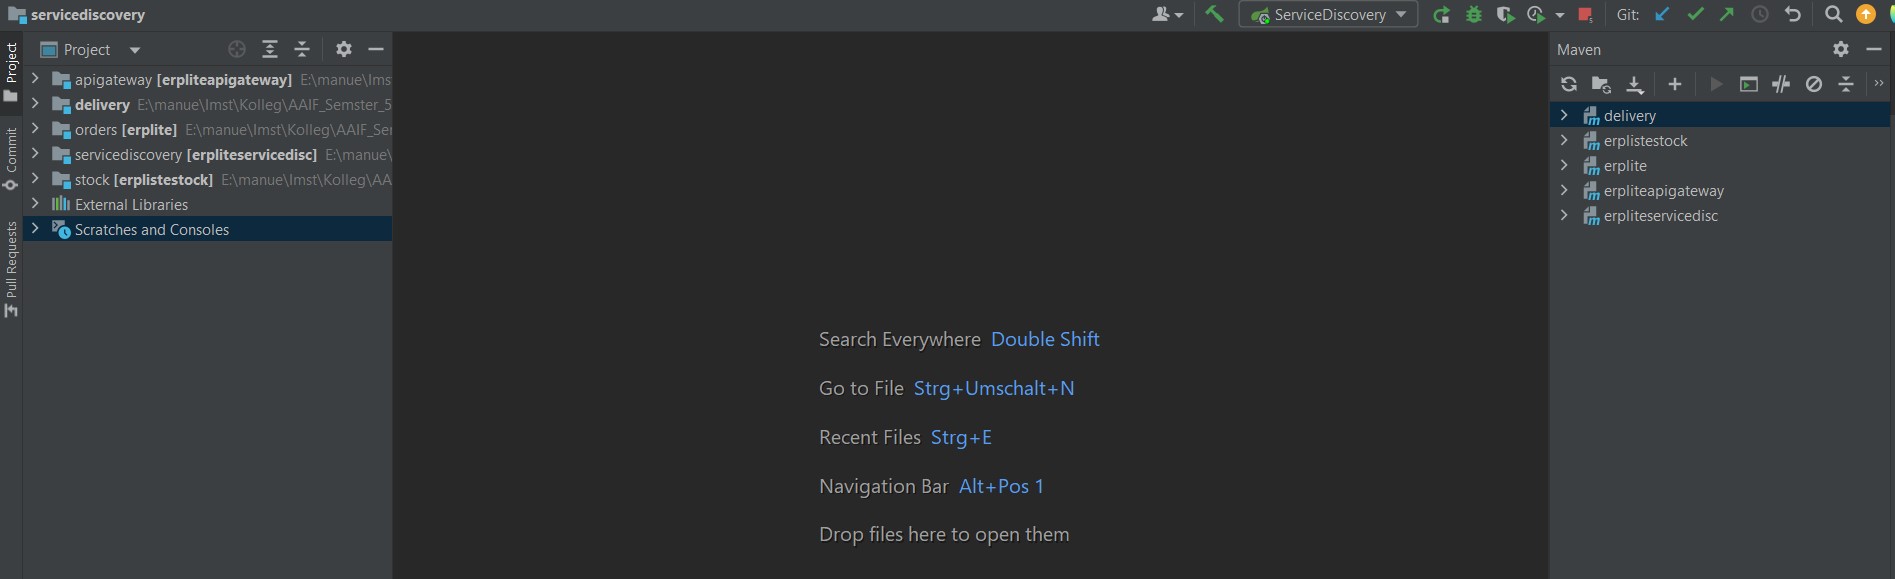 servicediscovery
ServiceDiscovery
Git:
Project
Commit
Pull Requests
Project
apigateway [erpliteapigateway] E:\manue\Ims
delivery E:\manue\Imst\Kolleg\AAIF_Semster_5
orders [erplite] E:\manue\Imst\Kolleg\AAIF_Se
servicediscovery [erpliteservicedisc] E:\manue\
stock [erplistestock] E:\manue\Imst\Kolleg\AA
External Libraries
Scratches and Consoles
Search Everywhere Double Shift
Go to File Strg+Umschalt+N
Recent Files Strg+E
Navigation Bar Alt+Pos 1
Drop files here to open them
Maven
delivery
erplistestock
erplite
erpliteapigateway
erpliteservicedisc